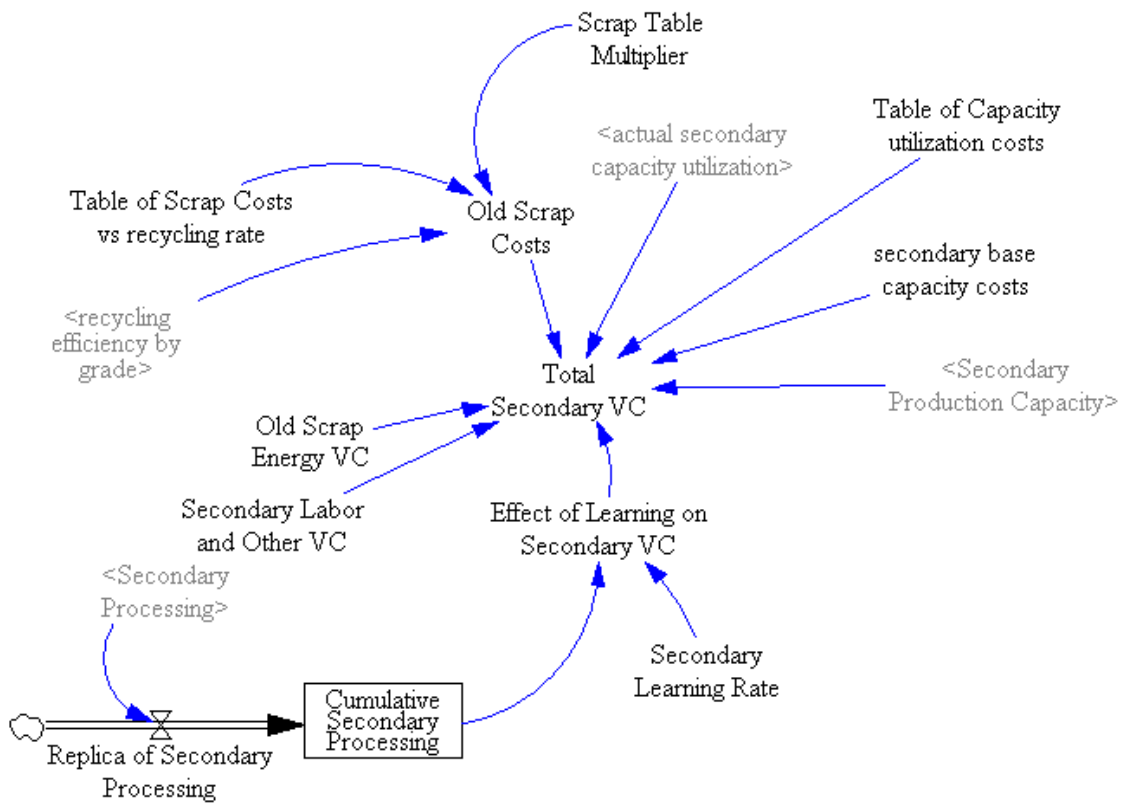 Scrap Table
Multiplier
<actual secondary
capacity utilization>
Table of Capacity
utilization costs
Table of Scrap Costs
vs recycling rate
Old Scrap
Costs
secondary base
capacity costs
<recycling
efficiency by
grade>
Total
Secondary VC
<Secondary
Production Capacity>
Old Scrap
Energy VC
Secondary Labor
and Other VC
Effect of Learning on
Secondary VC
<Secondary
Processing>
Secondary
Learning Rate
Cumulative
Secondary
Processing
Replica of Secondary
Processing